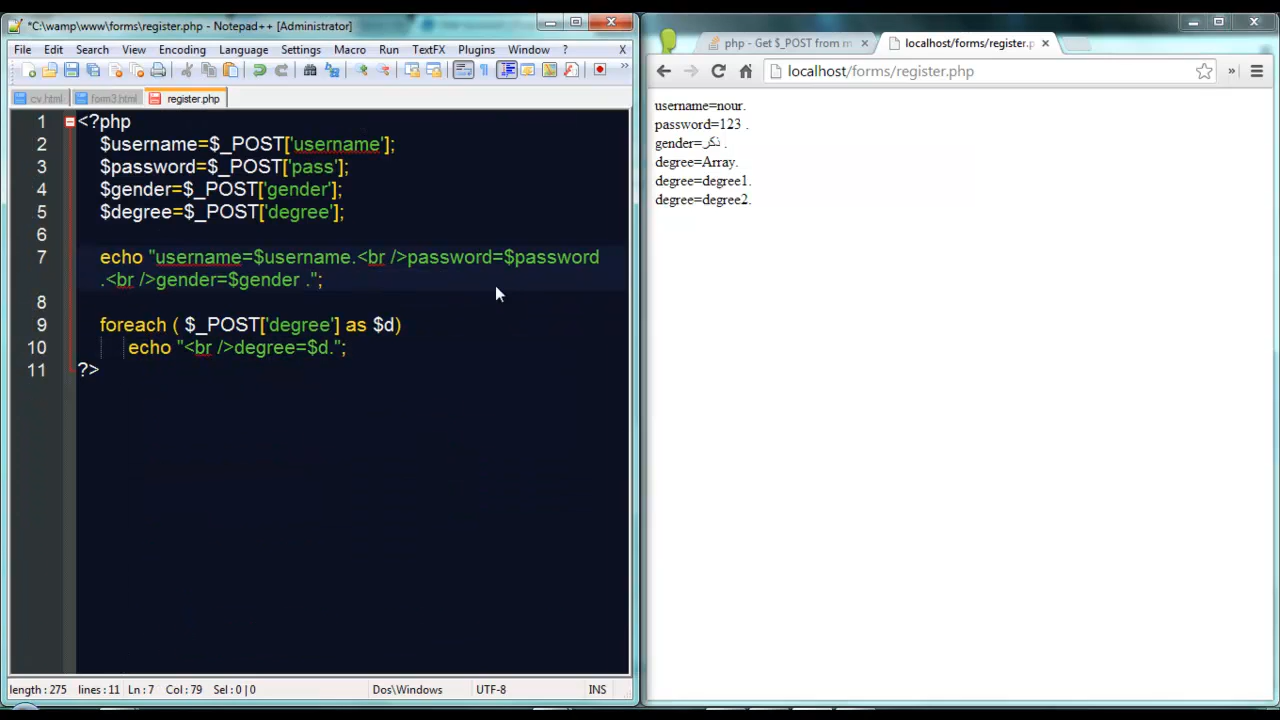 *C:\wamp\www\forms\register.php - Notepad++ [Administrator]
File Edit Search View Encoding Language Settings Macro Run TextFX Plugins Window ? X
cv.html form3.html register.php
1 <?php
2 $username=$_POST['username'];
3 $password=$_POST['pass'];
4 $gender=$_POST['gender'];
5 $degree=$_POST['degree'];
6
7 echo "username=$username.<br />password=$password
.<br />gender=$gender .";
8
9 foreach ( $_POST['degree'] as $d)
10 echo "<br />degree=$d.";
11 ?>
length : 275 lines : 11 Ln : 7 Col : 79 Sel : 0 | 0 Dos\Windows UTF-8 INS
php - Get $_POST from m localhost/forms/register.p
localhost/forms/register.php
username=nour.
password=123 .
gender=ذكر .
degree=Array.
degree=degree1.
degree=degree2.